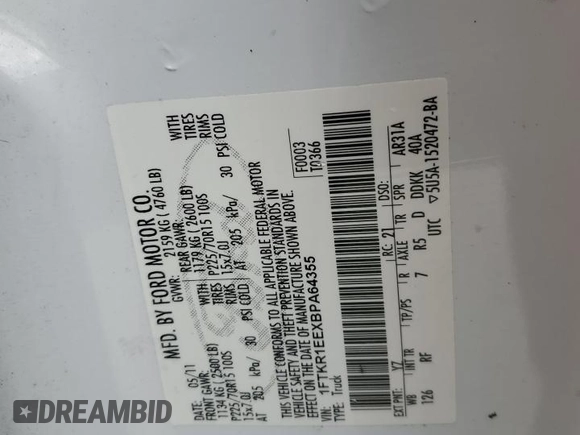 MFD. BY FORD MOTOR CO.
05/11 GVWR: 2159 KG ( 4760 LB)
FRONT GAWR: REAR GAWR:
1134 KG ( 2500 LB) 1179 KG ( 2600 LB) WITH
P225/70R15 100S TIRES P225/70R15 100S TIRES
15x7.0J RIMS 15x7.0J RIMS
AT 205 kPa/ 30 PSI COLD AT 205 kPa/ 30 PSI COLD
THIS VEHICLE CONFORMS TO ALL APPLICABLE FEDERAL MOTOR
VEHICLE SAFETY AND THEFT PREVENTION STANDARDS IN
EFFECT ON THE DATE OF MANUFACTURE SHOWN ABOVE.
VIN: 1FTKR1EEXBPA64355 F0003
TYPE: Truck T0366
EXT PNT: YZ RC: 21 DSO:
WB INT TR TP/PS R AXLE TR SPR AR31A
126 RF 7 R5 D DDKK 40A
UTC ▽5U5A-1520472-BA
© DREAMBID